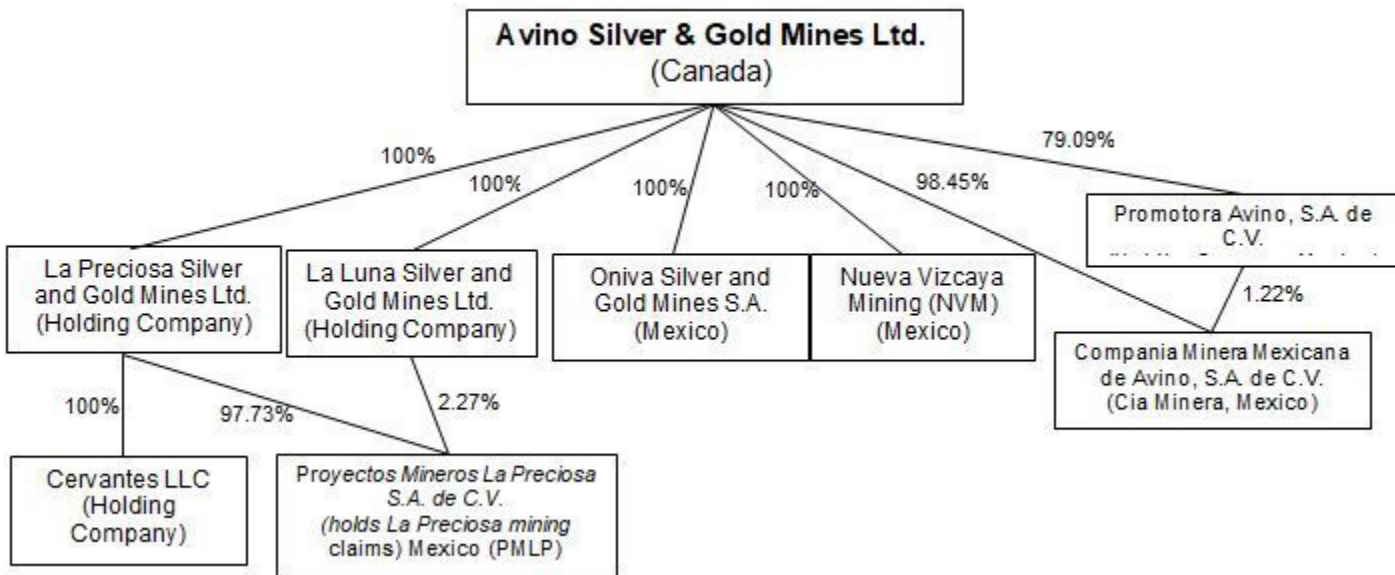 Avino Silver & Gold Mines Ltd.
(Canada)
79.09%
100%
100%
100%
100%
98.45%
Promotora Avino, S.A. de
C.V.
La Preciosa Silver
and Gold Mines Ltd.
(Holding Company)
La Luna Silver and
Gold Mines Ltd.
(Holding Company)
Oniva Silver and
Gold Mines S.A.
(Mexico)
Nueva Vizcaya
Mining (NVM)
(Mexico)
1.22%
Compania Minera Mexicana
de Avino, S.A. de C.V.
(Cia Minera, Mexico)
100%
97.73%
2.27%
Cervantes LLC
(Holding
Company)
Proyectos Mineros La Preciosa
S.A. de C.V.
(holds La Preciosa mining
claims) Mexico (PMLP)